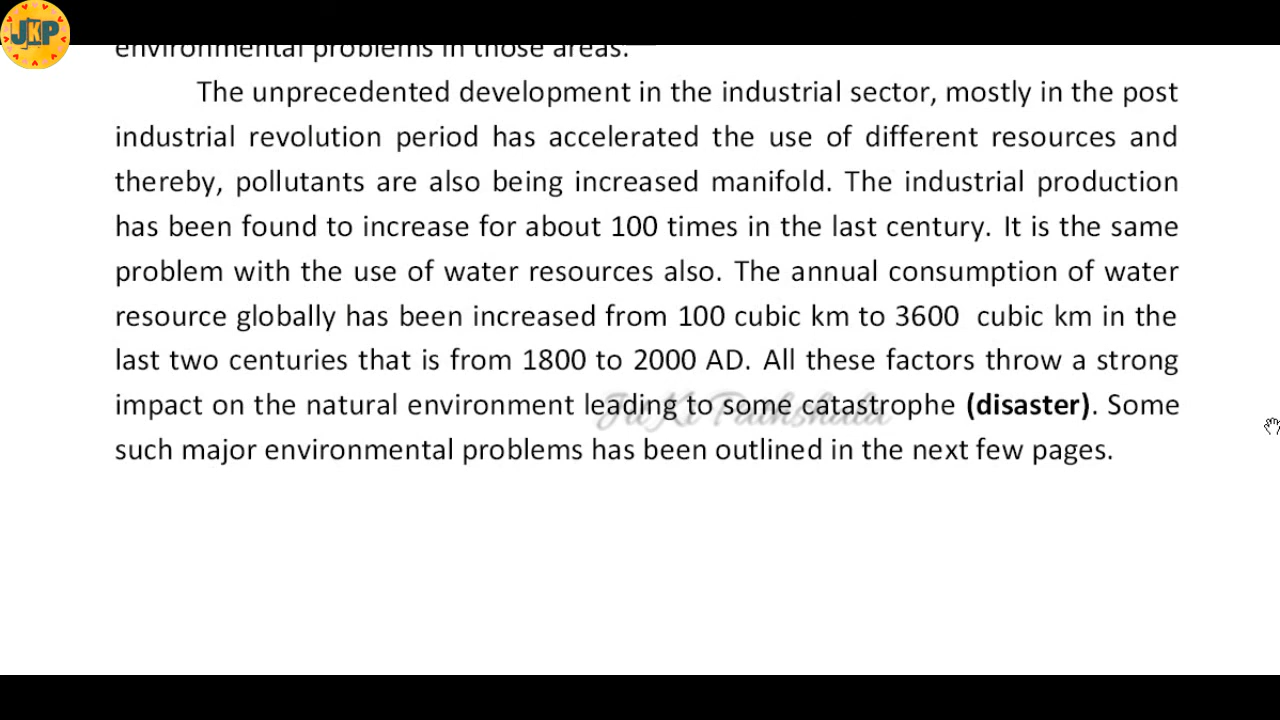 JKP
environmental problems in those areas.
The unprecedented development in the industrial sector, mostly in the post
industrial revolution period has accelerated the use of different resources and
thereby, pollutants are also being increased manifold. The industrial production
has been found to increase for about 100 times in the last century. It is the same
problem with the use of water resources also. The annual consumption of water
resource globally has been increased from 100 cubic km to 3600 cubic km in the
last two centuries that is from 1800 to 2000 AD. All these factors throw a strong
impact on the natural environment leading to some catastrophe (disaster). Some
such major environmental problems has been outlined in the next few pages.